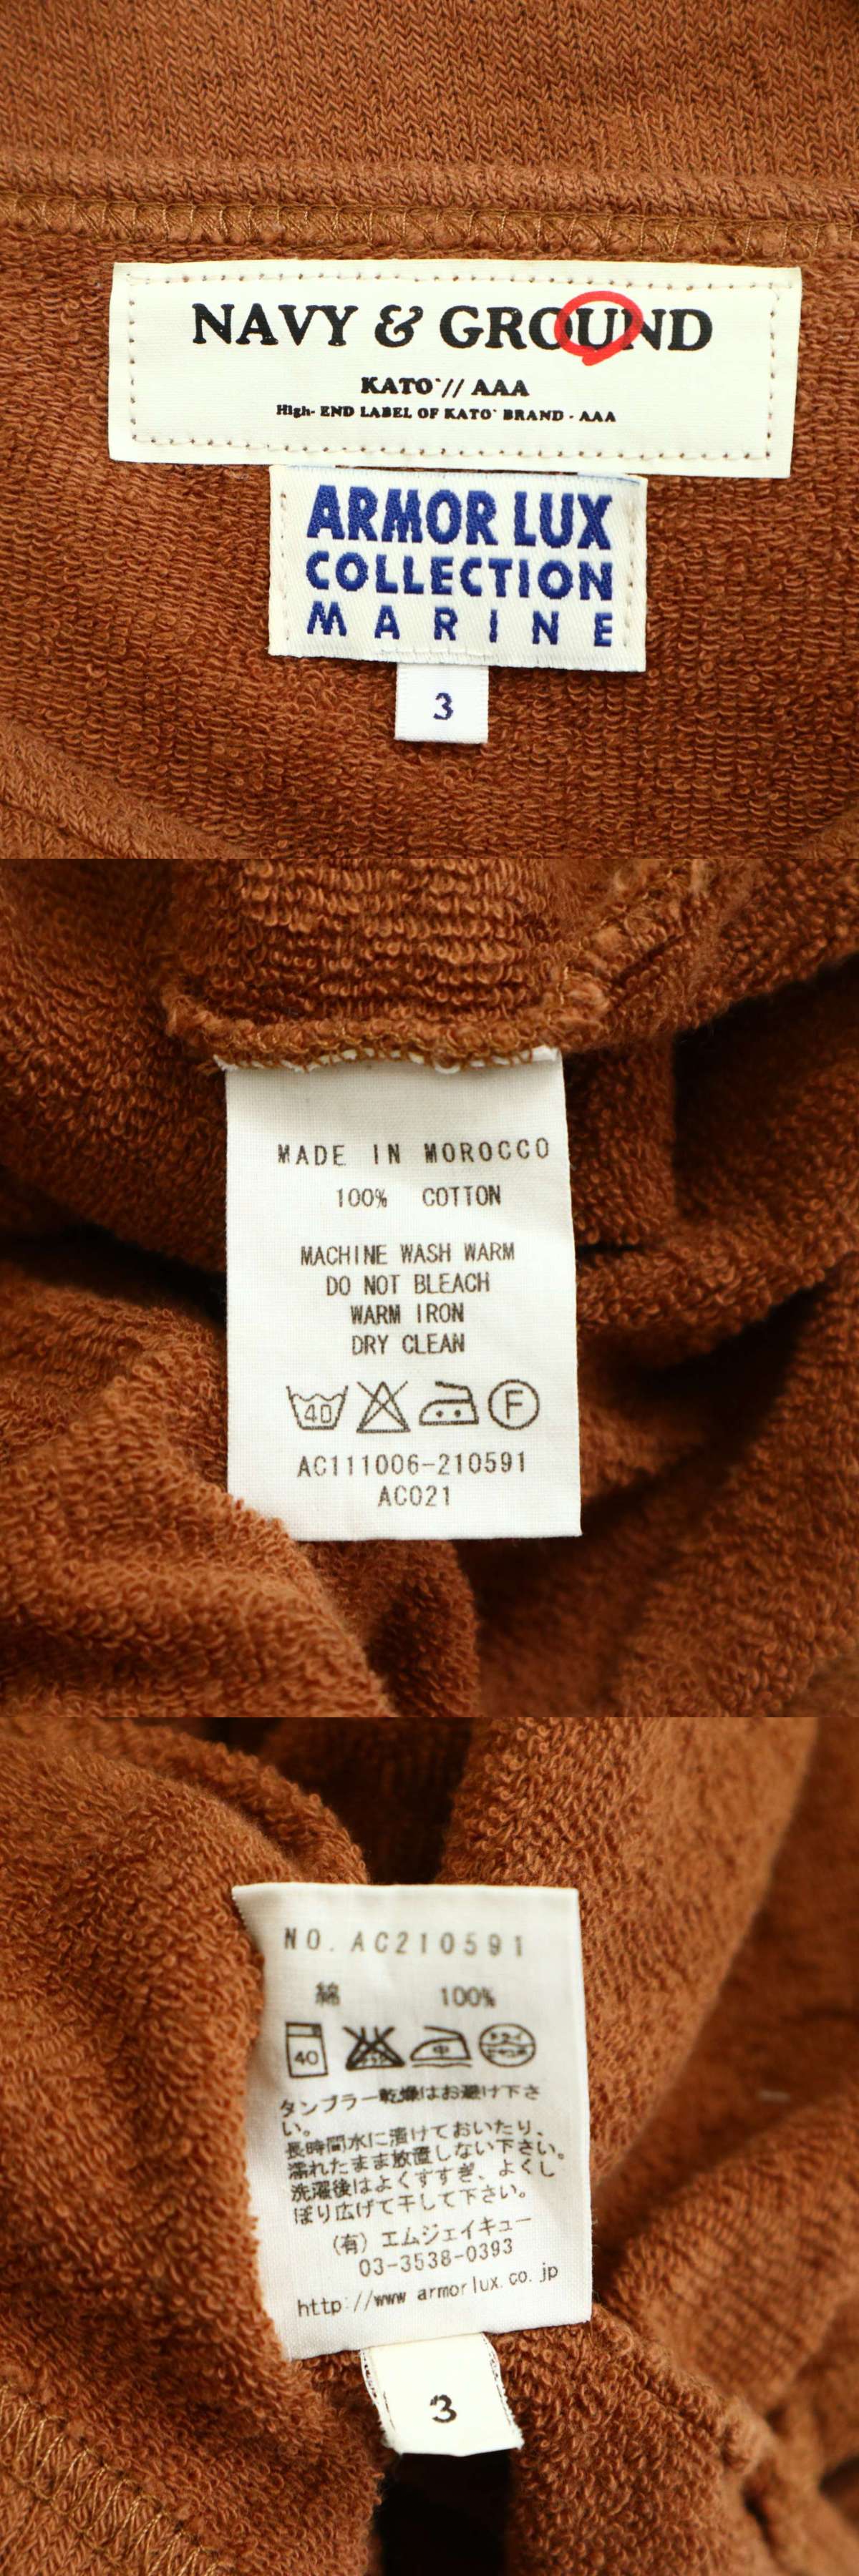 NAVY & GROUND
KATO`// AAA
High- END LABEL OF KATO` BRAND - AAA
ARMOR LUX
COLLECTION
MARINE
3
MADE IN MOROCCO
100% COTTON
MACHINE WASH WARM
DO NOT BLEACH
WARM IRON
DRY CLEAN
40 F
AC111006-210591
AC021
NO. AC210591
綿 100%
40 中
タンブラー乾燥はお避け下さ
い。
長時間水に漬けておいたり、
濡れたまま放置しない下さい。
洗濯後はよくすすぎ、よくし
ぼり広げて干して下さい。
(有) エムジェイキュー
03-3538-0393
http://www armorlux.co.jp
3